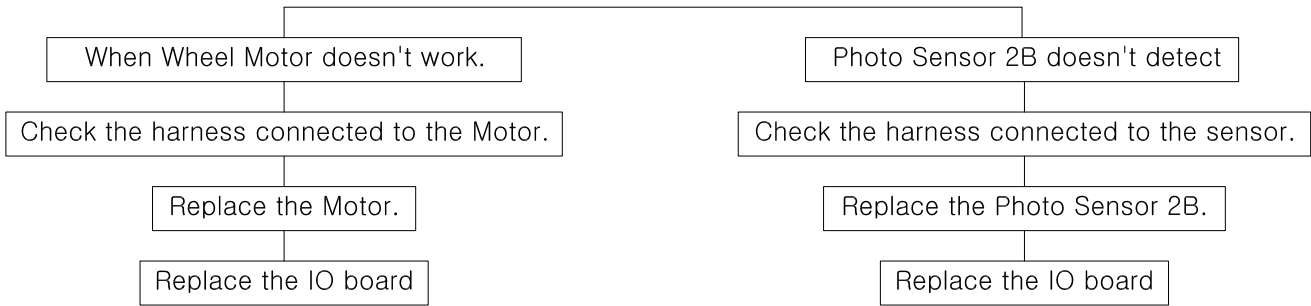 When Wheel Motor doesn't work.
Check the harness connected to the Motor.
Replace the Motor.
Replace the IO board
Photo Sensor 2B doesn't detect
Check the harness connected to the sensor.
Replace the Photo Sensor 2B.
Replace the IO board